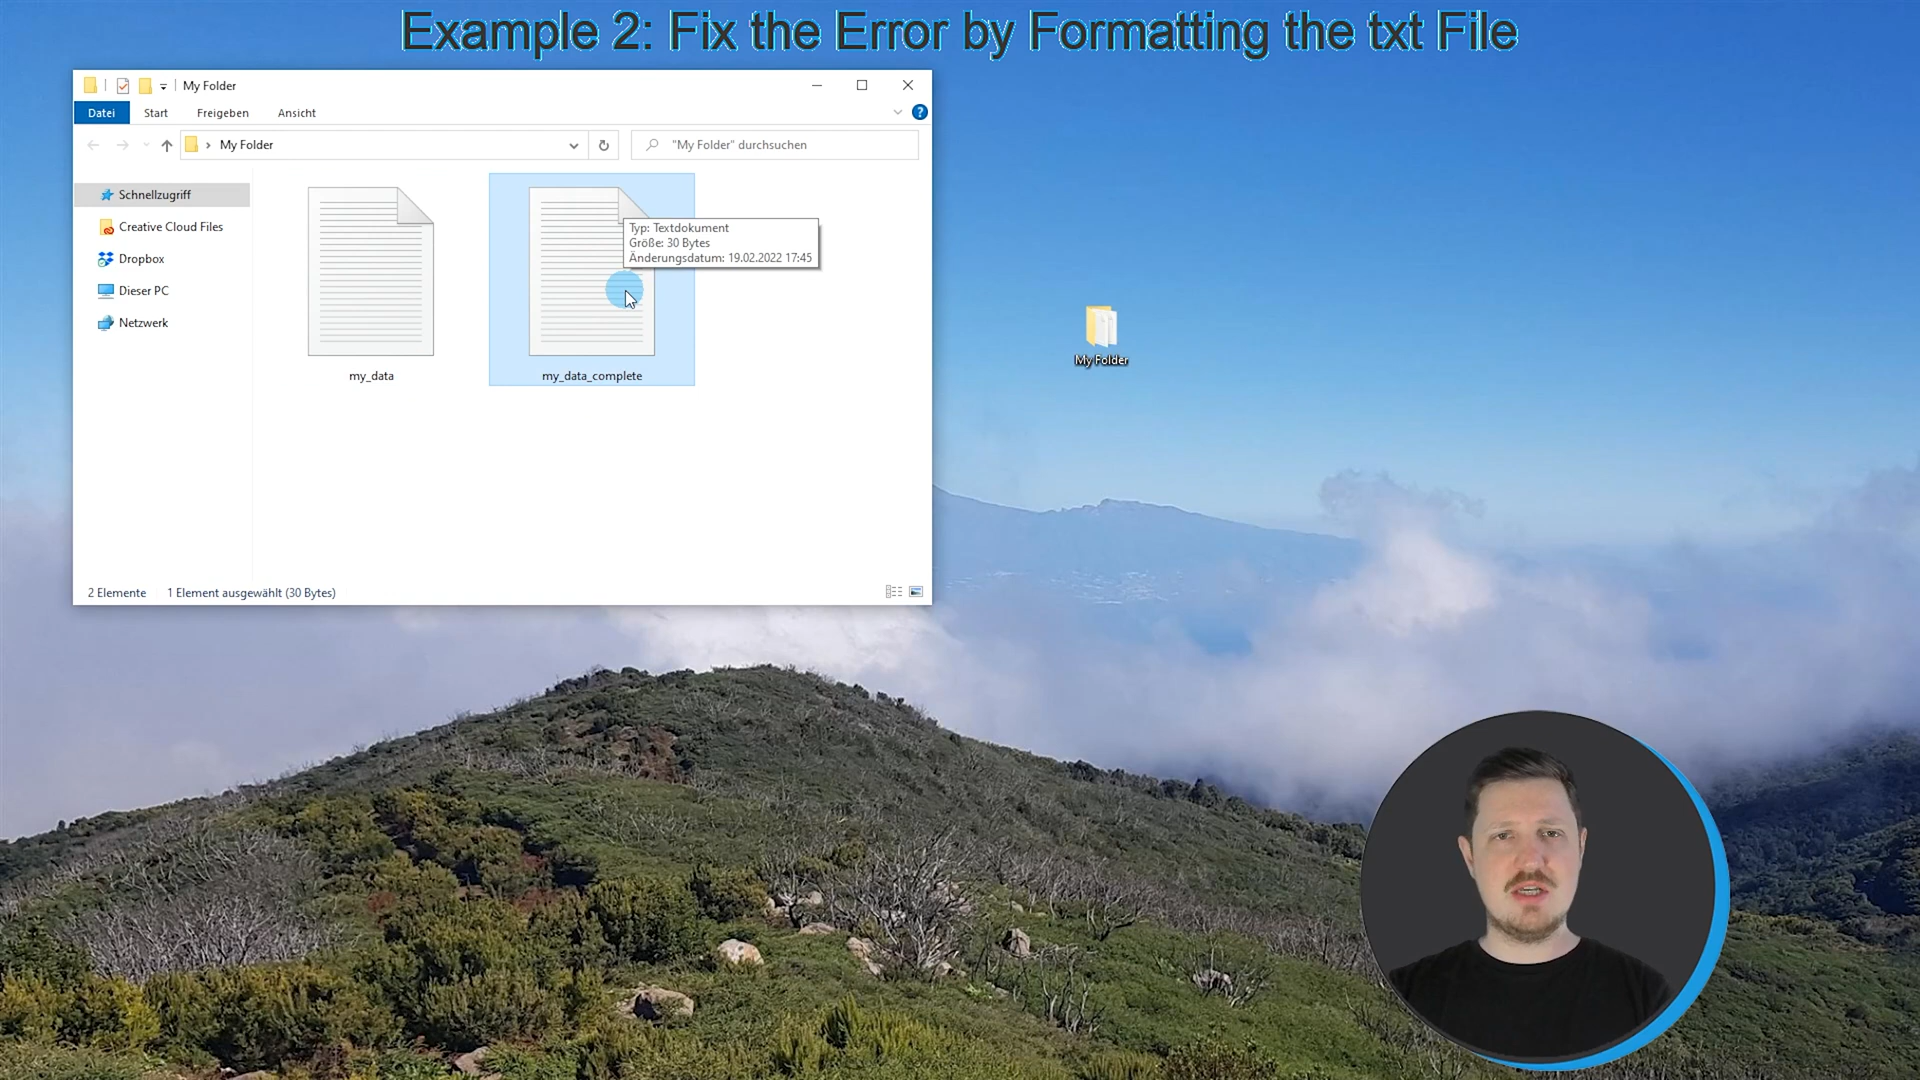 Example 2: Fix the Error by Formatting the txt File
My Folder
Datei Start Freigeben Ansicht
My Folder "My Folder" durchsuchen
Schnellzugriff
Creative Cloud Files
Dropbox
Dieser PC
Netzwerk
Typ: Textdokument
Größe: 30 Bytes
Änderungsdatum: 19.02.2022 17:45
my_data my_data_complete
2 Elemente 1 Element ausgewählt (30 Bytes)
My Folder